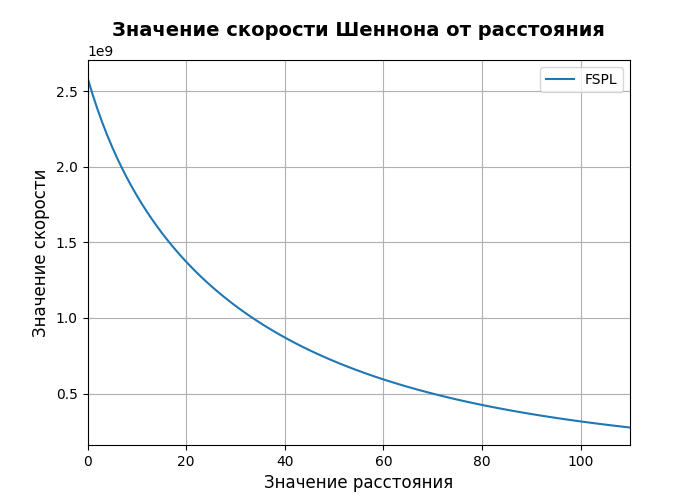 Значение скорости Шеннона от расстояния
1e9
FSPL
2.5
2.0
1.5
1.0
0.5
Значение скорости
0 20 40 60 80 100
Значение расстояния